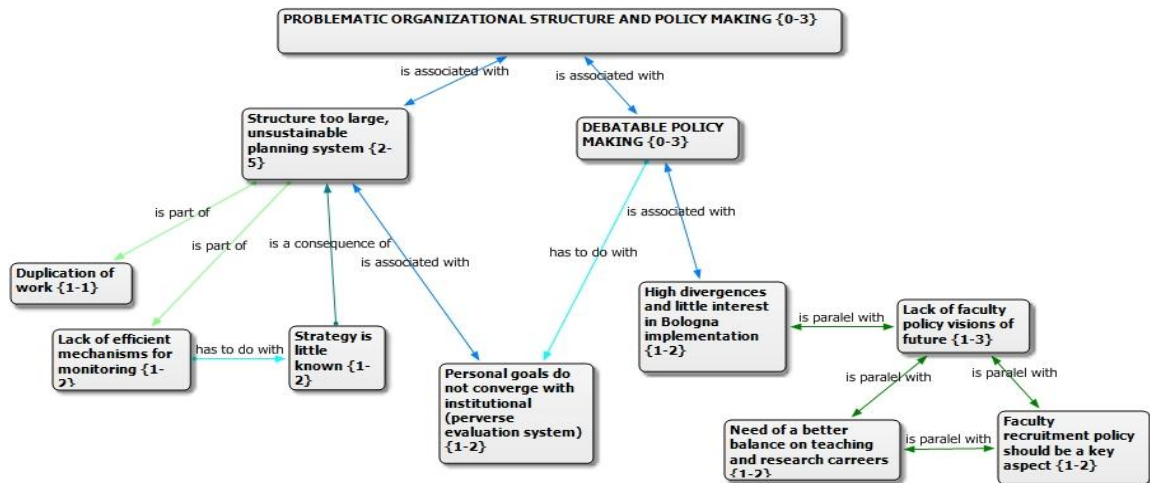 PROBLEMATIC ORGANIZATIONAL STRUCTURE AND POLICY MAKING {0-3}
is associated with
is associated with
Structure too large,
unsustainable
planning system {2-
5}
DEBATABLE POLICY
MAKING {0-3}
is part of
is part of
is a consequence of
is associated with
has to do with
is associated with
Duplication of
work {1-1}
Lack of efficient
mechanisms for
monitoring {1-
2}
has to do with
Strategy is
little
known {1-
2}
Personal goals do
not converge with
institutional
(perverse
evaluation system)
{1-2}
High divergences
and little interest
in Bologna
implementation
{1-2}
is paralel with
Lack of faculty
policy visions of
future {1-3}
is paralel with
is paralel with
Need of a better
balance on teaching
and research carreers
{1-2}
is paralel with
Faculty
recruitment policy
should be a key
aspect {1-2}